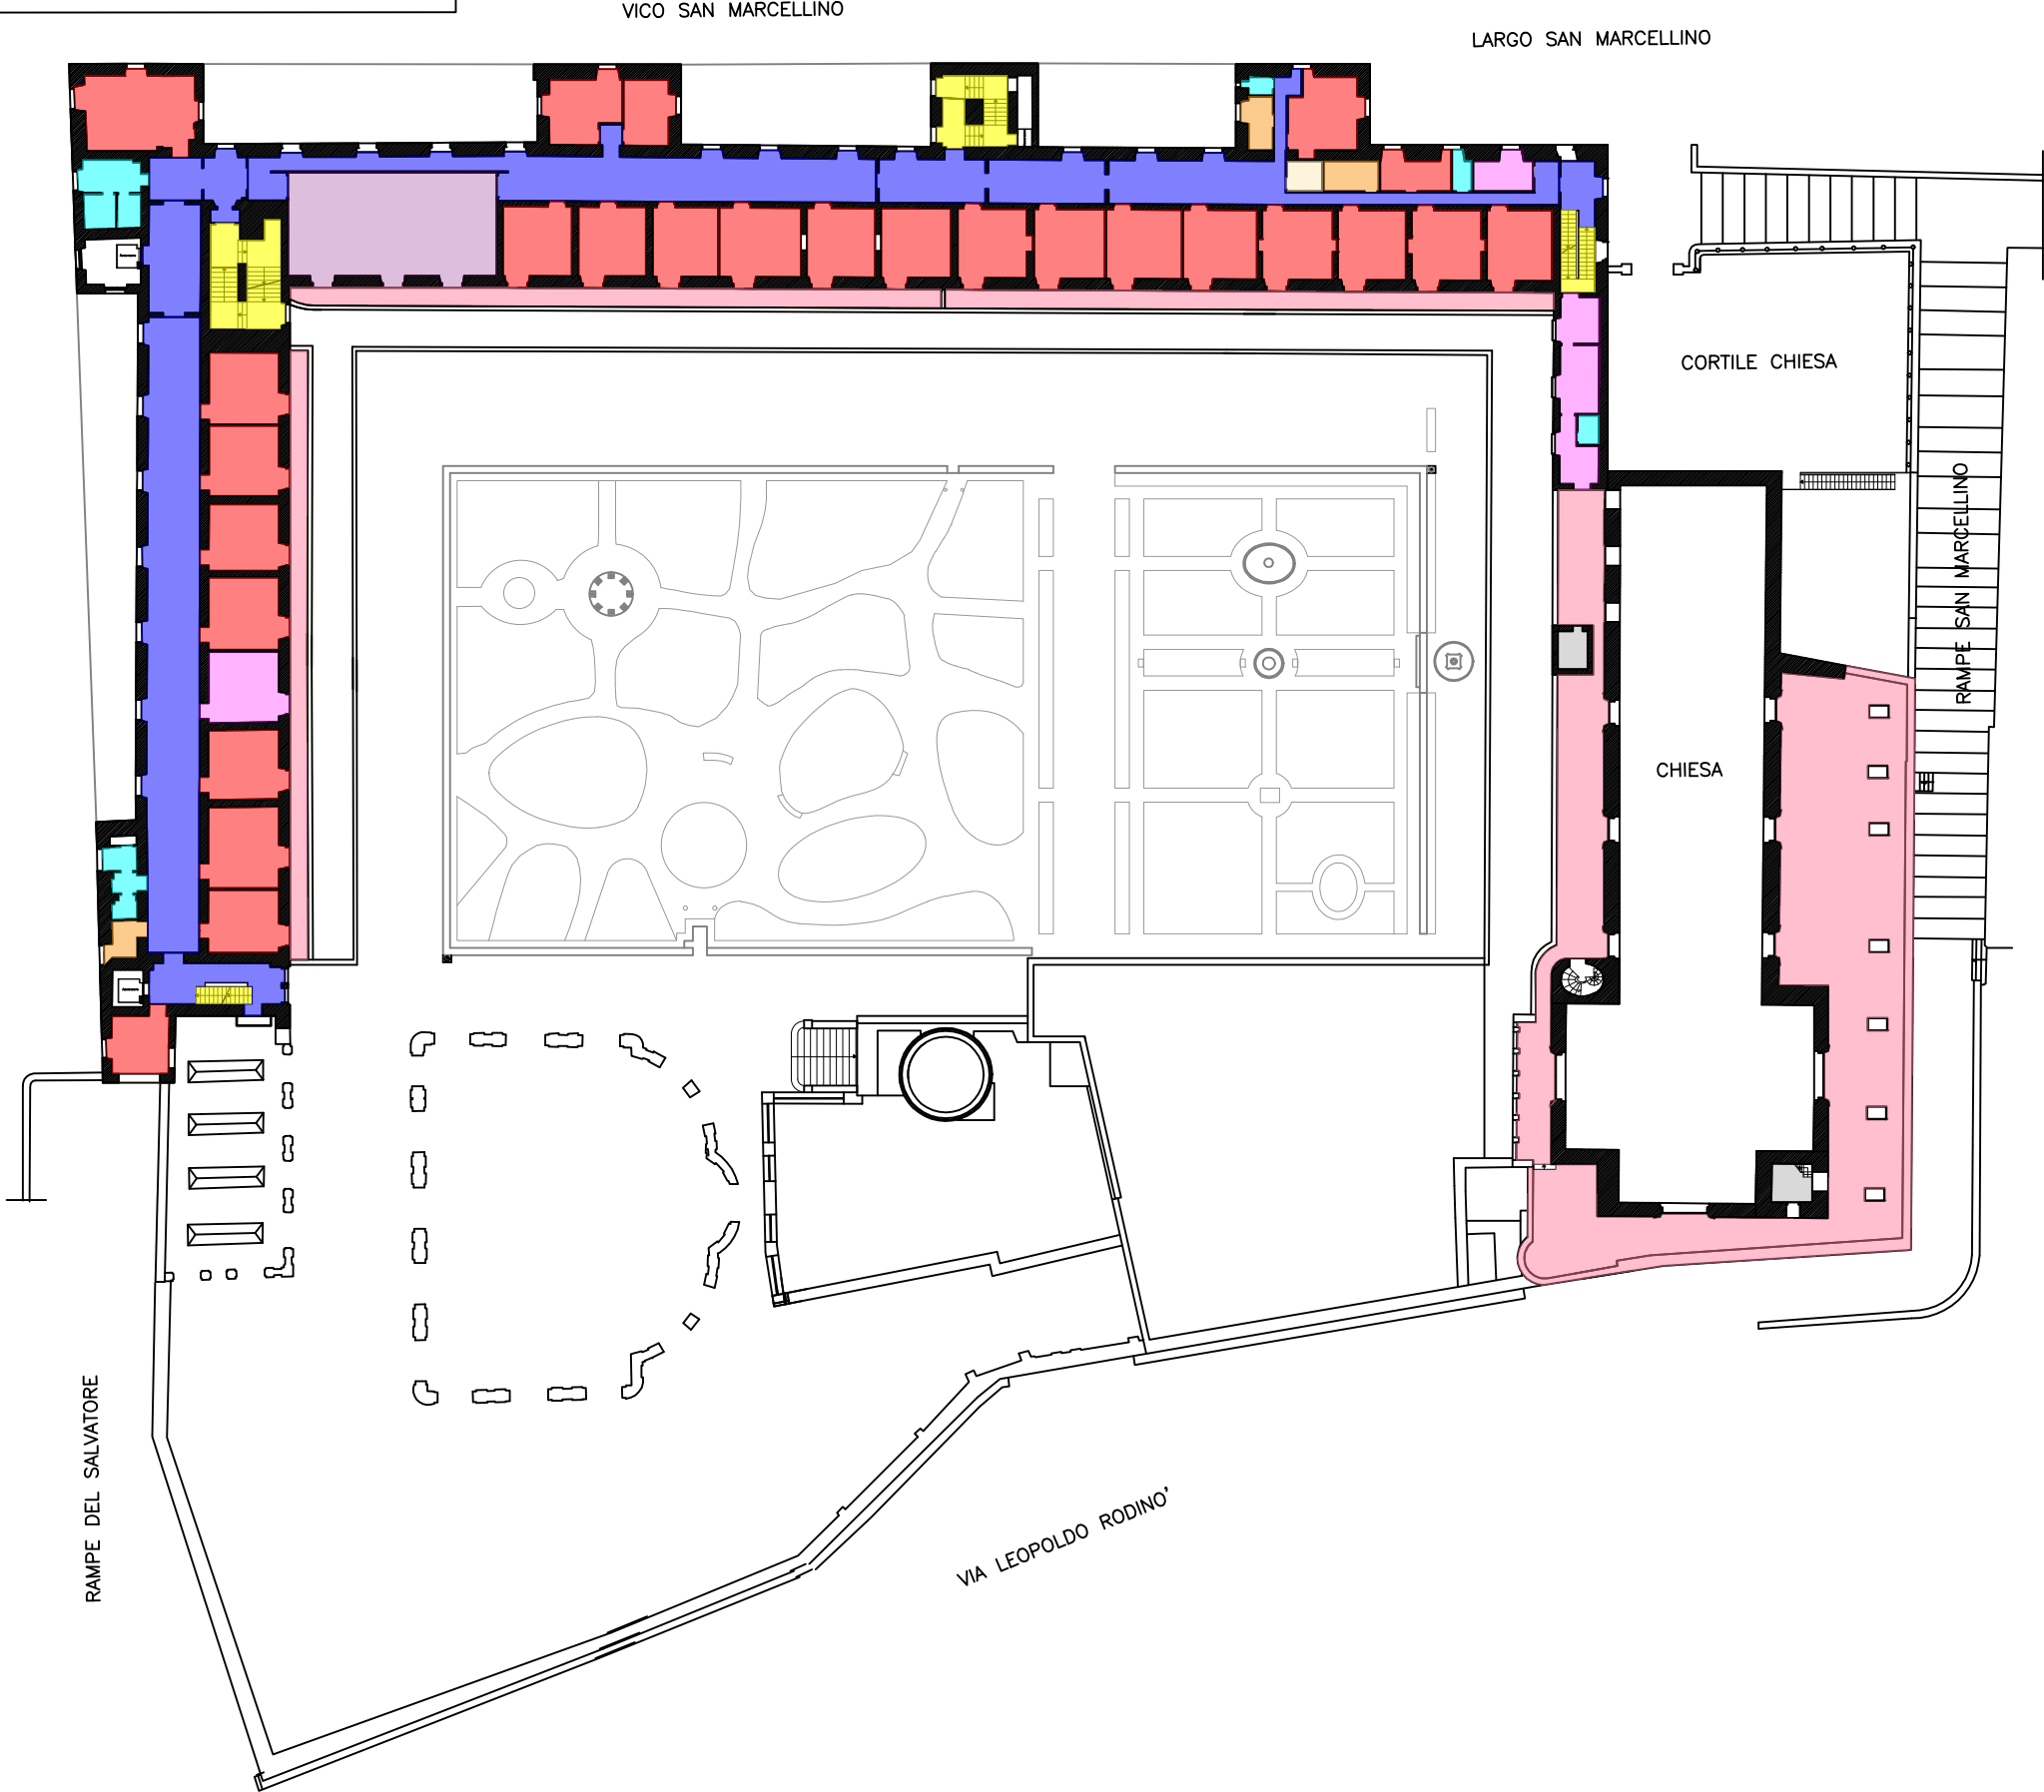 VICO SAN MARCELLINO
LARGO SAN MARCELLINO
CORTILE CHIESA
RAMPE SAN MARCELLINO
CHIESA
RAMPE DEL SALVATORE
VIA LEOPOLDO RODINO'